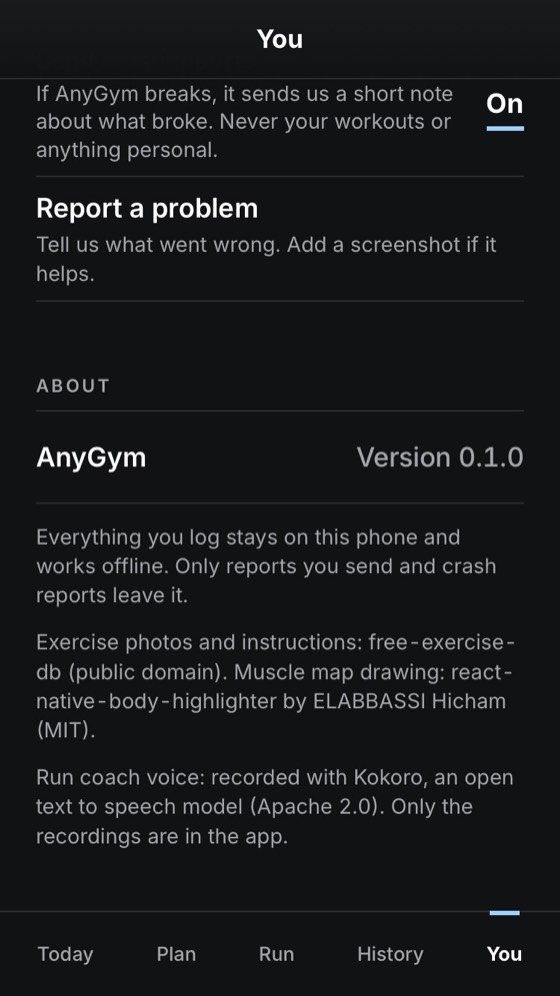 You
If AnyGym breaks, it sends us a short note
about what broke. Never your workouts or
anything personal.
On
Report a problem
Tell us what went wrong. Add a screenshot if it
helps.
ABOUT
AnyGym
Version 0.1.0
Everything you log stays on this phone and
works offline. Only reports you send and crash
reports leave it.
Exercise photos and instructions: free-exercise-
db (public domain). Muscle map drawing: react-
native-body-highlighter by ELABBASSI Hicham
(MIT).
Run coach voice: recorded with Kokoro, an open
text to speech model (Apache 2.0). Only the
recordings are in the app.
Today
Plan
Run
History
You